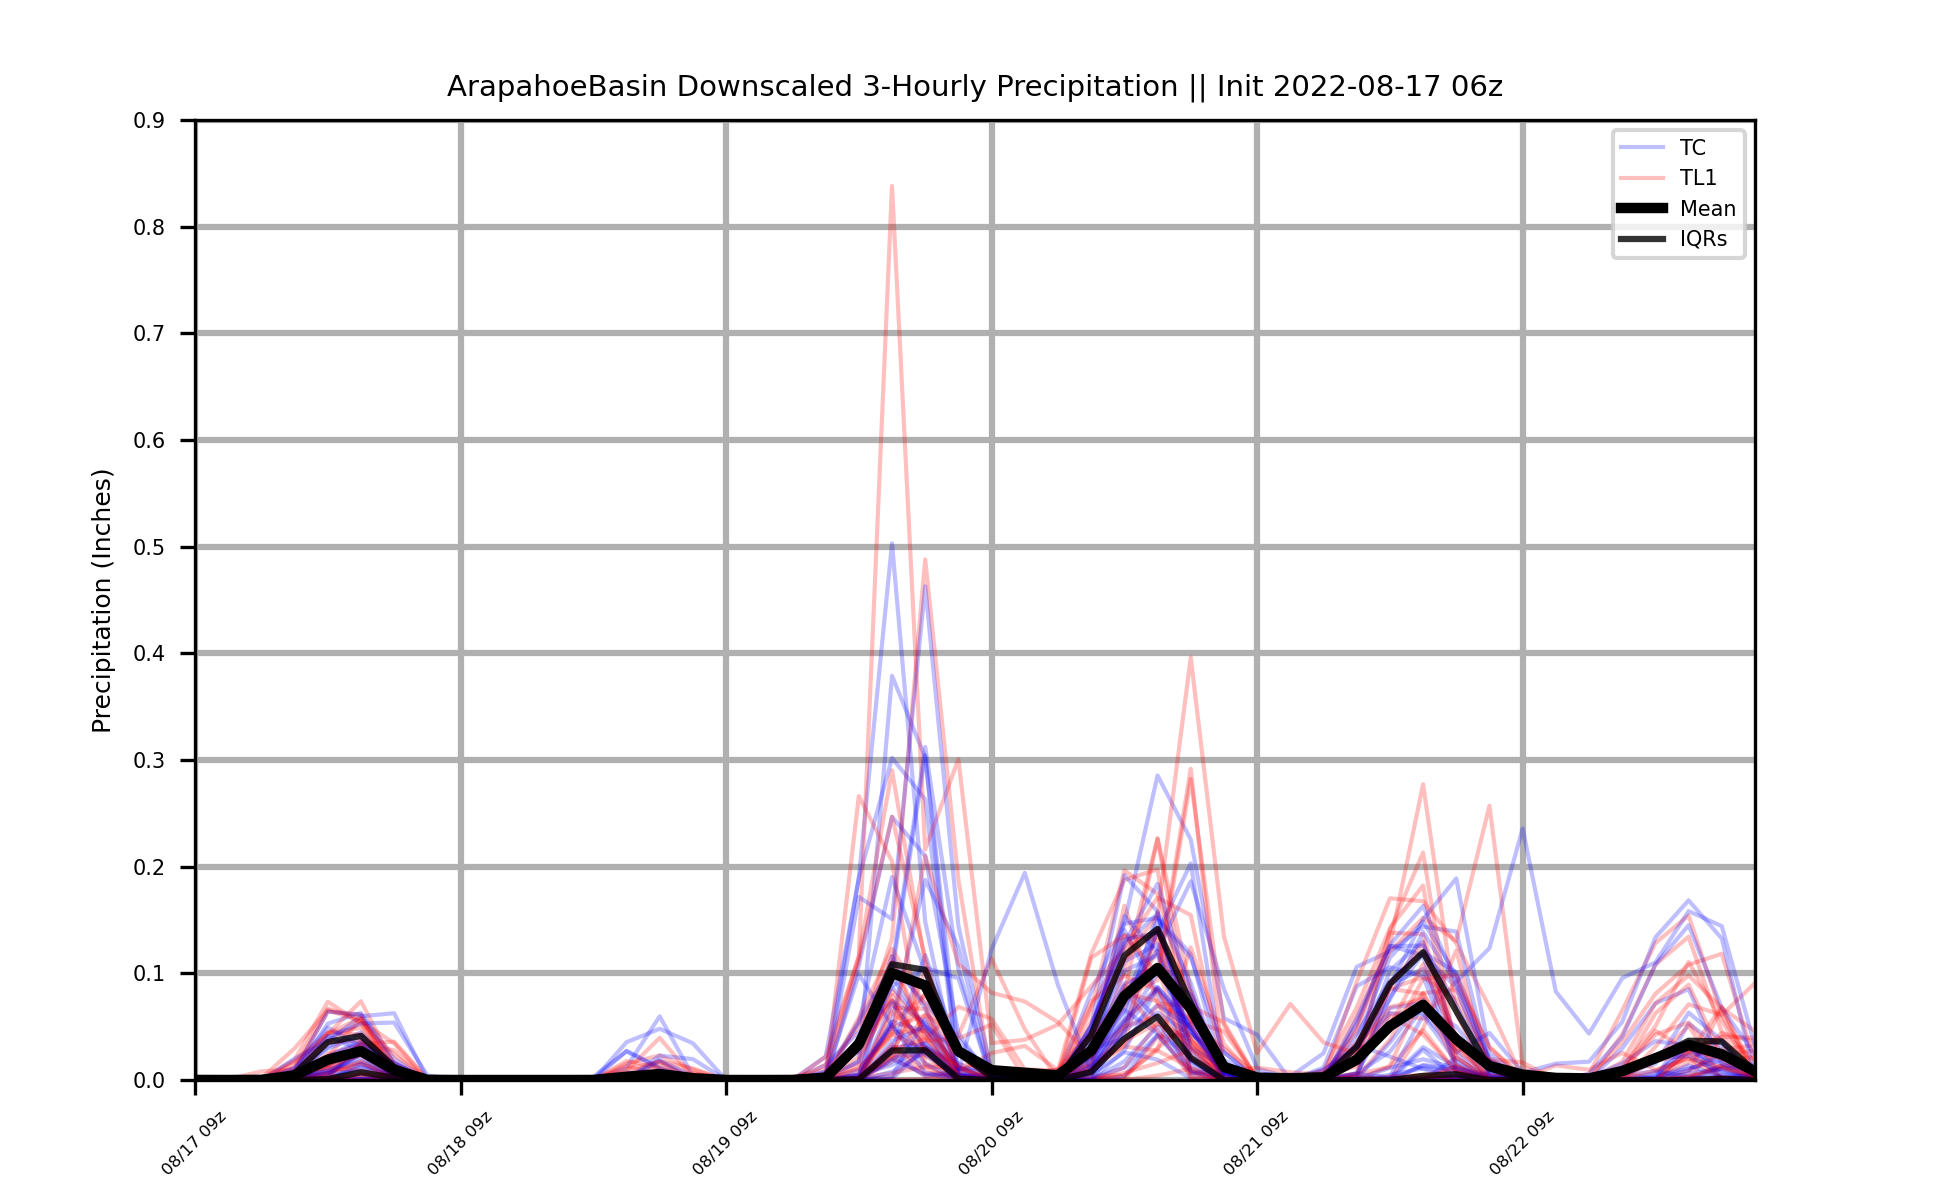 ArapahoeBasin Downscaled 3-Hourly Precipitation || Init 2022-08-17 06z
Precipitation (Inches)
0.9
0.8
0.7
0.6
0.5
0.4
0.3
0.2
0.1
0.0
TC
TL1
Mean
IQRs
08/17 09z
08/18 09z
08/19 09z
08/20 09z
08/21 09z
08/22 09z